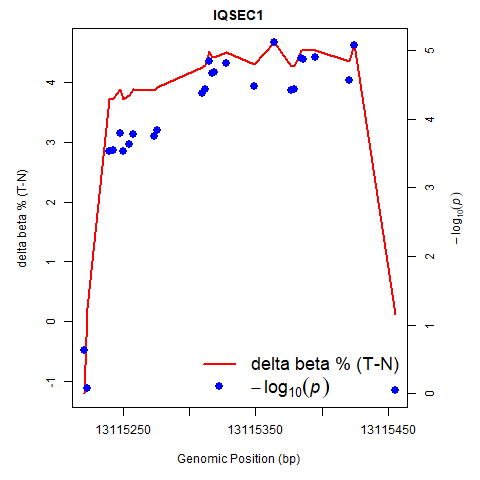 IQSEC1
delta beta % (T-N)
4
3
2
1
0
-1
5
4
3
2
1
0
−log10(p)
delta beta % (T-N)
−log10(p)
13115250 13115350 13115450
Genomic Position (bp)